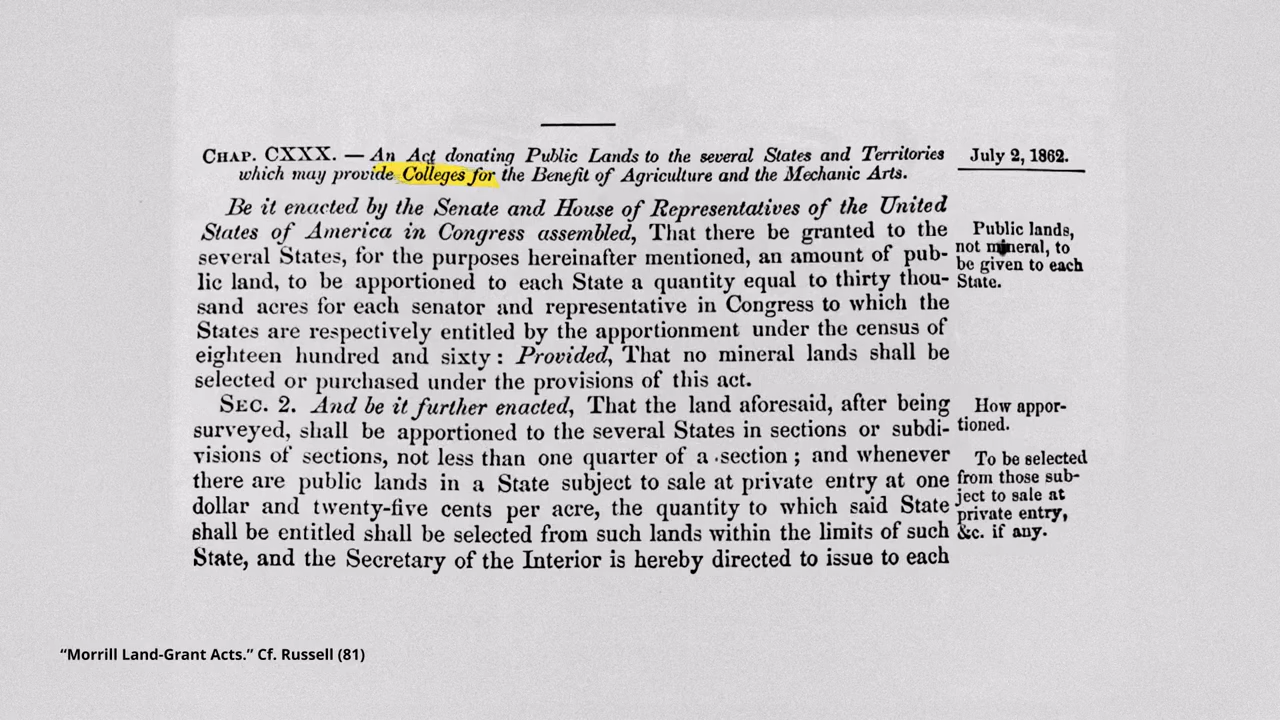 CHAP. CXXX. — An Act donating Public Lands to the several States and Territories
which may provide Colleges for the Benefit of Agriculture and the Mechanic Arts.
July 2, 1862.
Be it enacted by the Senate and House of Representatives of the United
States of America in Congress assembled, That there be granted to the
several States, for the purposes hereinafter mentioned, an amount of pub-
lic land, to be apportioned to each State a quantity equal to thirty thou-
sand acres for each senator and representative in Congress to which the
States are respectively entitled by the apportionment under the census of
eighteen hundred and sixty: Provided, That no mineral lands shall be
selected or purchased under the provisions of this act.
Public lands,
not mineral, to
be given to each
State.
SEC. 2. And be it further enacted, That the land aforesaid, after being
surveyed, shall be apportioned to the several States in sections or subdi-
visions of sections, not less than one quarter of a section; and whenever
there are public lands in a State subject to sale at private entry at one
dollar and twenty-five cents per acre, the quantity to which said State
shall be entitled shall be selected from such lands within the limits of such
State, and the Secretary of the Interior is hereby directed to issue to each
How appor-
tioned.
To be selected
from those sub-
ject to sale at
private entry,
&c. if any.
“Morrill Land-Grant Acts.” Cf. Russell (81)